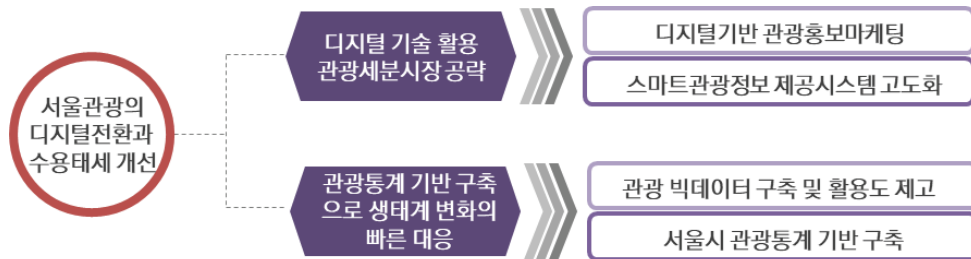 서울관광의
디지털전환과
수용태세 개선
디지털 기술 활용
관광세분시장 공략
디지털기반 관광홍보마케팅
스마트관광정보 제공시스템 고도화
관광통계 기반 구축
으로 생태계 변화의
빠른 대응
관광 빅데이터 구축 및 활용도 제고
서울시 관광통계 기반 구축